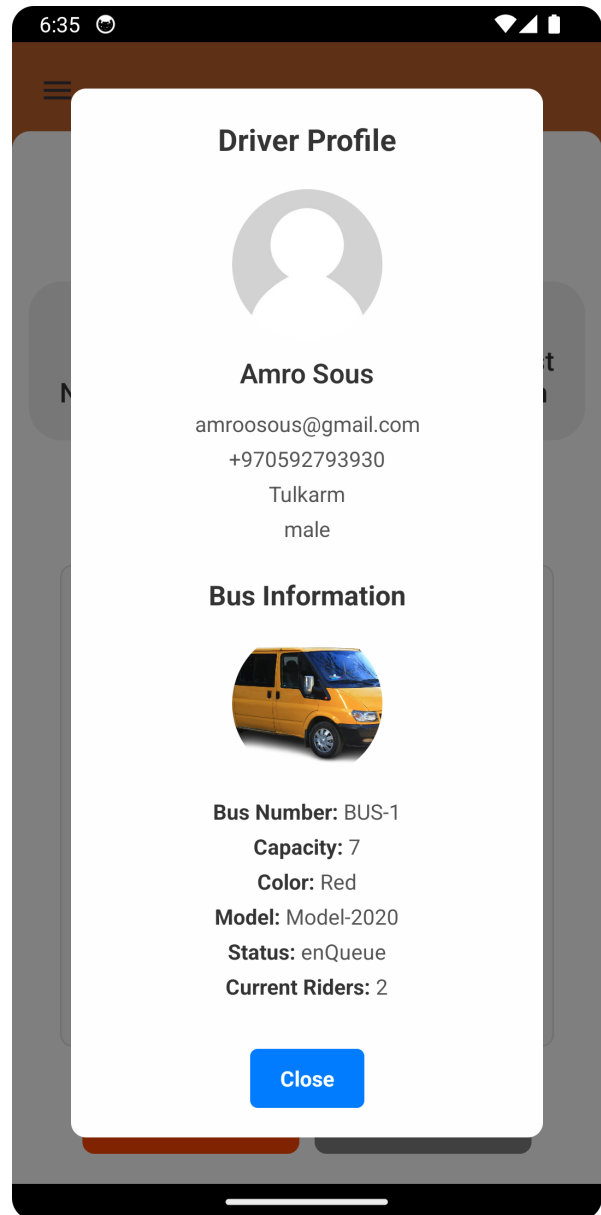 6:35
Driver Profile
Amro Sous
amroosous@gmail.com
+970592793930
Tulkarm
male
Bus Information
Bus Number: BUS-1
Capacity: 7
Color: Red
Model: Model-2020
Status: enQueue
Current Riders: 2
Close